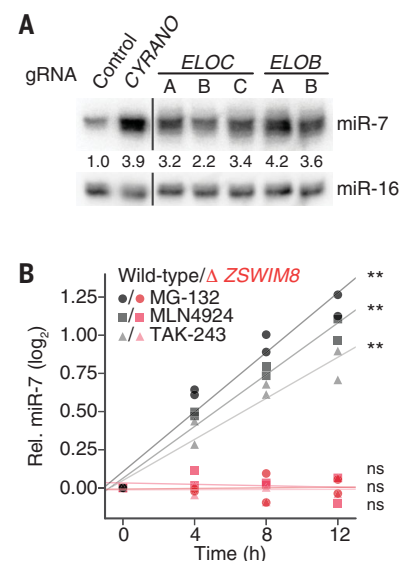 A
gRNA Control CYRANO ELOC ELOB
A B C A B
miR-7
1.0 3.9 3.2 2.2 3.4 4.2 3.6
miR-16
B
Wild-type/Δ ZSWIM8
/ MG-132
/ MLN4924
/ TAK-243
**
**
**
ns
ns
ns
Rel. miR-7 (log2)
1.25
1.00
0.75
0.50
0.25
0.00
0 4 8 12
Time (h)